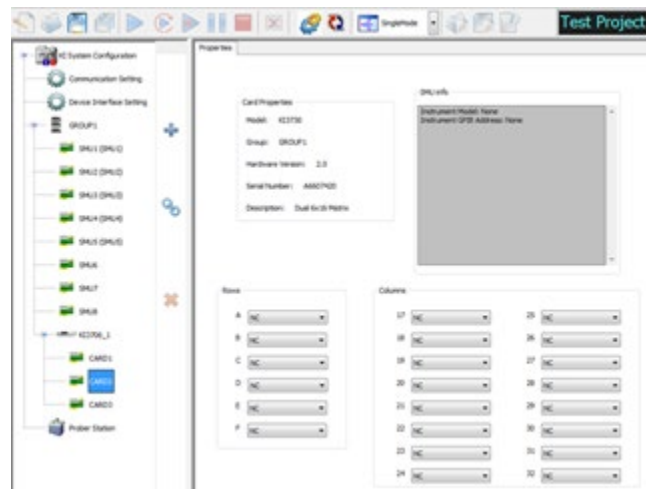 SingleMode
Test Project
KI System Configuration
Communication Setting
Device Interface Setting
GROUP1
SMU1 (SMU1)
SMU2 (SMU2)
SMU3 (SMU3)
SMU4 (SMU4)
SMU5 (SMU5)
SMU6
SMU7
SMU8
KI3706_1
CARD1
CARD2
CARD3
Prober Station
Properties
Card Properties
Model: KI3730
Group: GROUP1
Hardware Version: 2.0
Description: Dual 6x16 Matrix
SMU Info
Instrument Model: None
Instrument GPIB Address: None
Rows
A NC
B NC
C NC
D NC
E NC
F NC
Columns
17 NC 25 NC
18 NC 26 NC
19 NC 27 NC
20 NC 28 NC
21 NC 29 NC
22 NC 30 NC
23 NC 31 NC
24 NC 32 NC